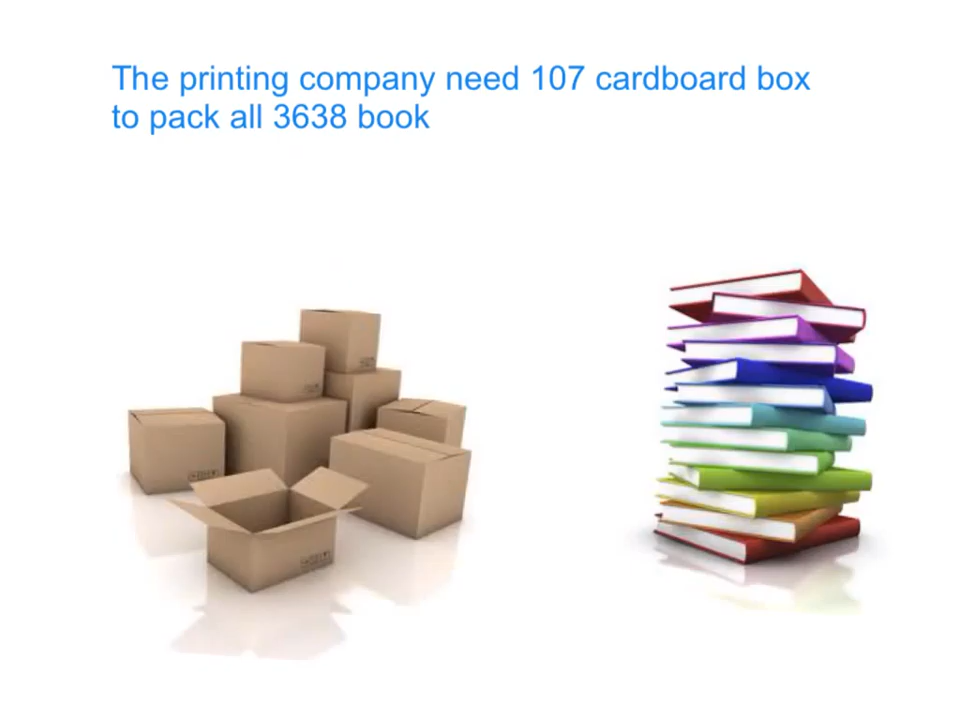 The printing company need 107 cardboard box
to pack all 3638 book